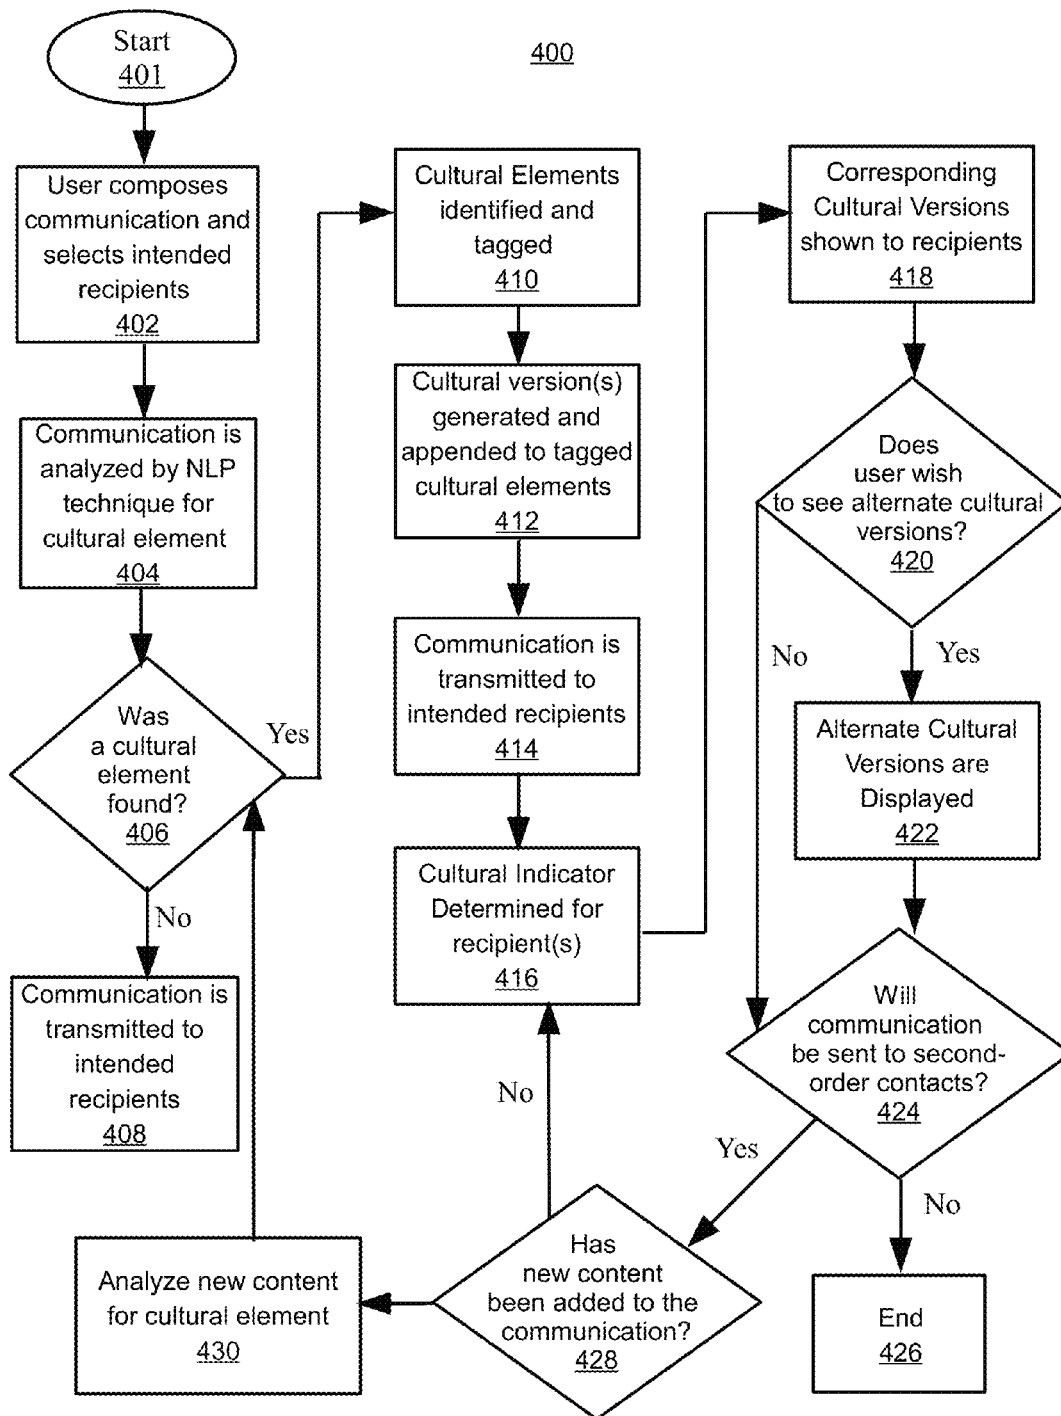 400
Start
401
User composes
communication and
selects intended
recipients
402
Communication is
analyzed by NLP
technique for
cultural element
404
Was
a cultural
element
found?
406
Yes
No
Communication is
transmitted to
intended
recipients
408
Cultural Elements
identified and
tagged
410
Cultural version(s)
generated and
appended to tagged
cultural elements
412
Communication is
transmitted to
intended recipients
414
Cultural Indicator
Determined for
recipient(s)
416
Corresponding
Cultural Versions
shown to recipients
418
Does
user wish
to see alternate cultural
versions?
420
No
Yes
Alternate Cultural
Versions are
Displayed
422
Will
communication
be sent to second-
order contacts?
424
Yes
No
End
426
Has
new content
been added to the
communication?
428
No
Analyze new content
for cultural element
430